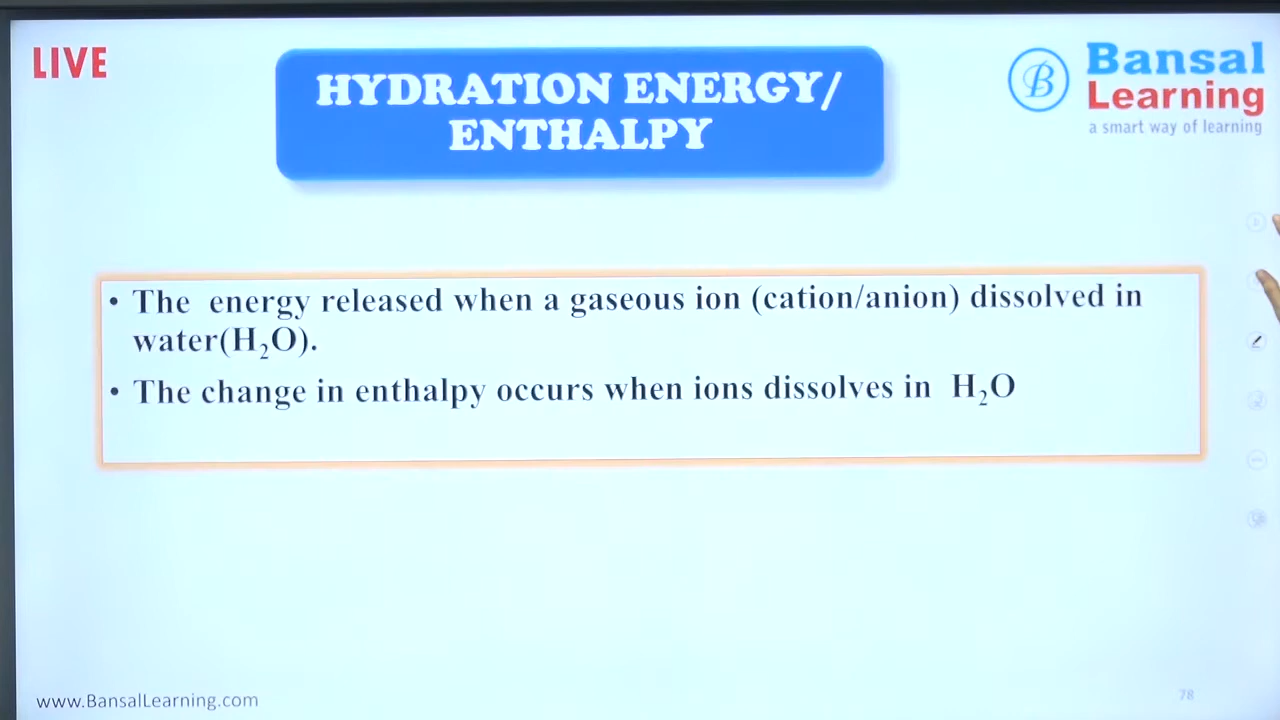 LIVE
HYDRATION ENERGY/
ENTHALPY
B
Bansal
Learning
a smart way of learning
• The energy released when a gaseous ion (cation/anion) dissolved in
water(H₂O).
• The change in enthalpy occurs when ions dissolves in H₂O
www.BansalLearning.com
78